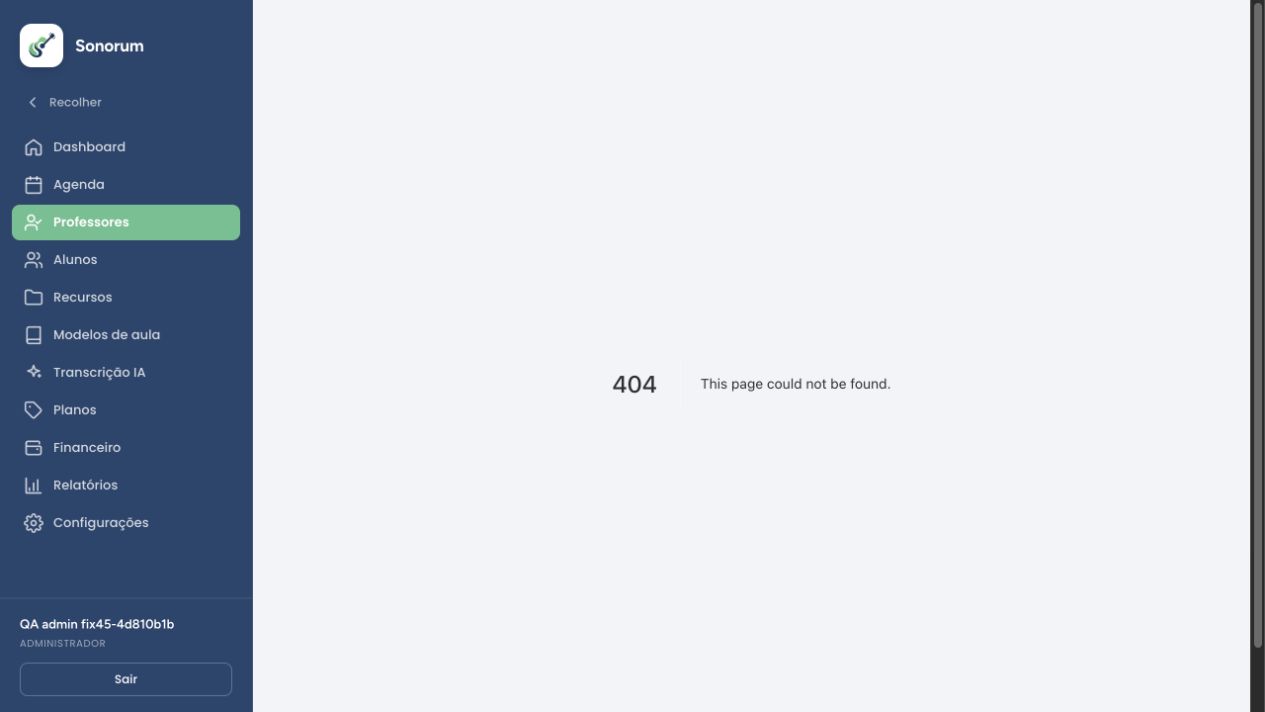 Sonorum
Recolher
Dashboard
Agenda
Professores
Alunos
Recursos
Modelos de aula
Transcrição IA
Planos
Financeiro
Relatórios
Configurações
QA admin fix45-4d810b1b
ADMINISTRADOR
Sair
404
This page could not be found.